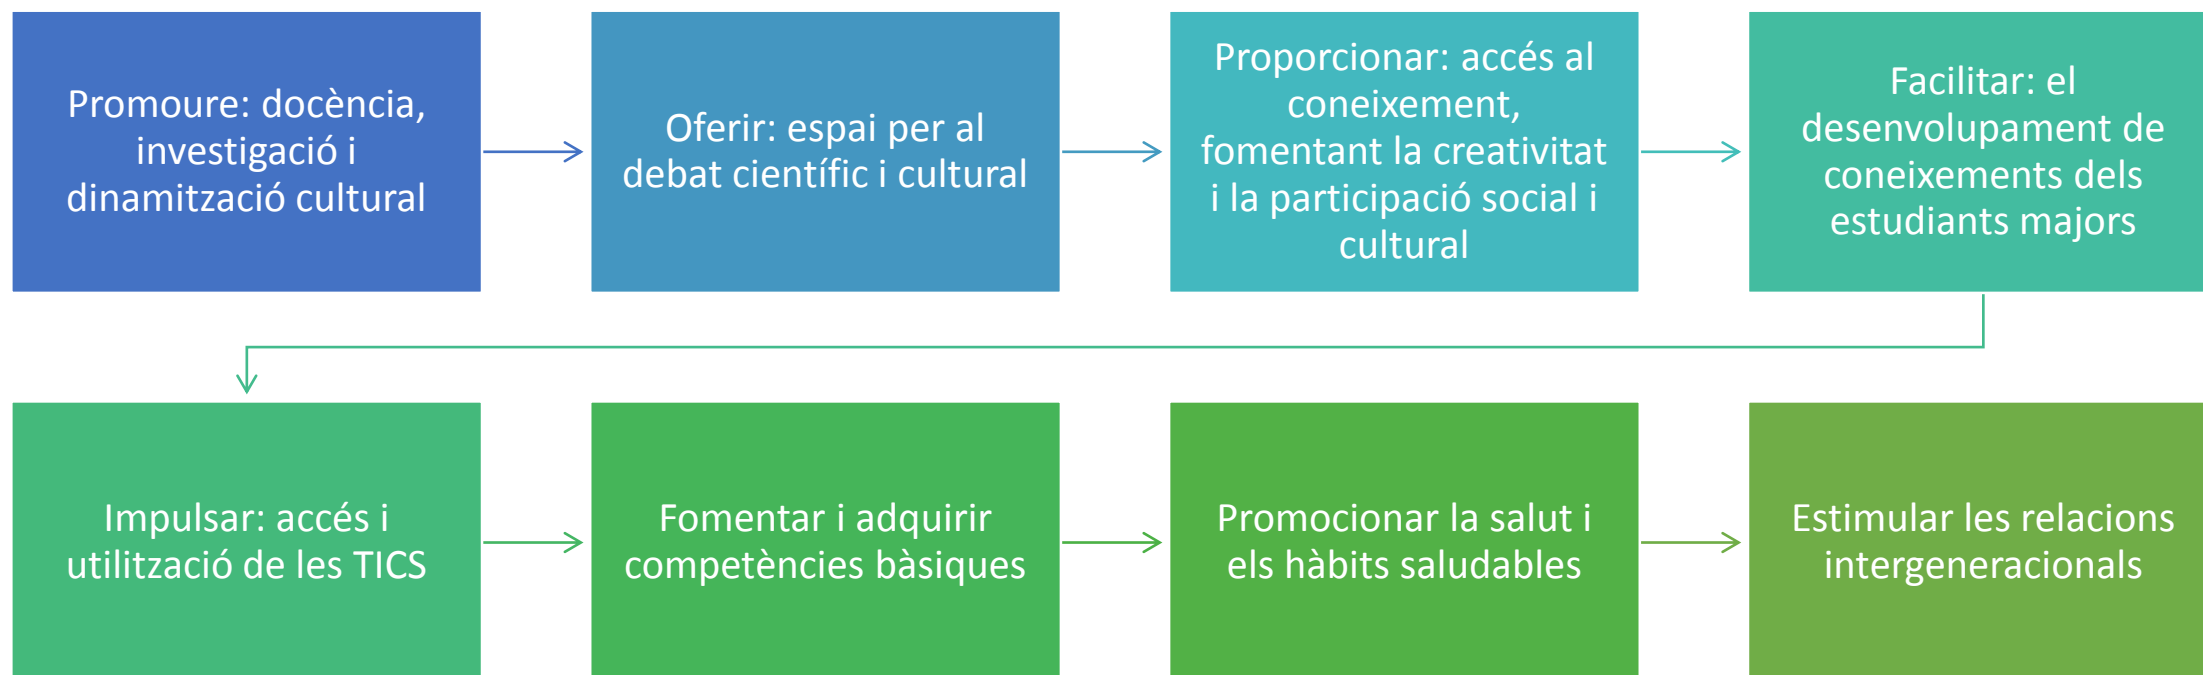 Promoure: docència,
investigació i
dinamització cultural
Oferir: espai per al
debat científic i cultural
Proporcionar: accés al
coneixement,
fomentant la creativitat
i la participació social i
cultural
Facilitar: el
desenvolupament de
coneixements dels
estudiants majors
Impulsar: accés i
utilització de les TICS
Fomentar i adquirir
competències bàsiques
Promocionar la salut i
els hàbits saludables
Estimular les relacions
intergeneracionals